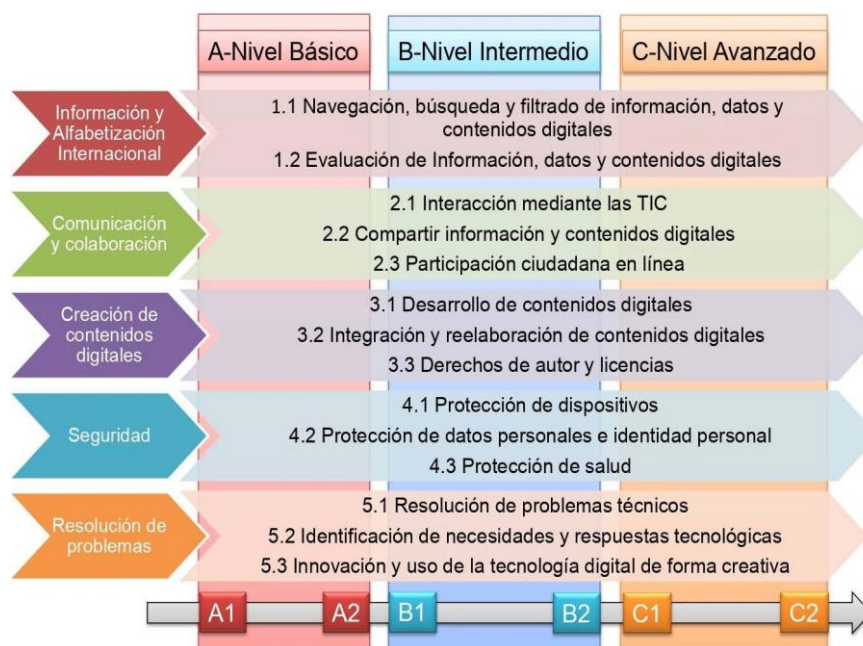 A-Nivel Básico
B-Nivel Intermedio
C-Nivel Avanzado
Información y
Alfabetización
Internacional
1.1 Navegación, búsqueda y filtrado de información, datos y
contenidos digitales
1.2 Evaluación de Información, datos y contenidos digitales
Comunicación
y colaboración
2.1 Interacción mediante las TIC
2.2 Compartir información y contenidos digitales
2.3 Participación ciudadana en línea
Creación de
contenidos
digitales
3.1 Desarrollo de contenidos digitales
3.2 Integración y reelaboración de contenidos digitales
3.3 Derechos de autor y licencias
Seguridad
4.1 Protección de dispositivos
4.2 Protección de datos personales e identidad personal
4.3 Protección de salud
Resolución de
problemas
5.1 Resolución de problemas técnicos
5.2 Identificación de necesidades y respuestas tecnológicas
5.3 Innovación y uso de la tecnología digital de forma creativa
A1
A2
B1
B2
C1
C2